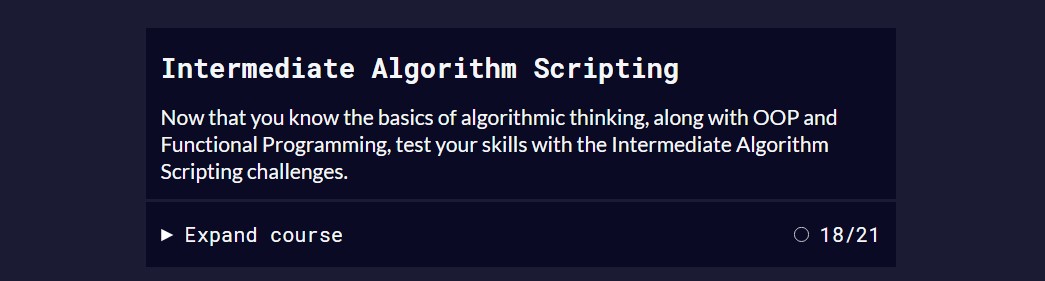 Intermediate Algorithm Scripting
Now that you know the basics of algorithmic thinking, along with OOP and
Functional Programming, test your skills with the Intermediate Algorithm
Scripting challenges.
Expand course 18/21